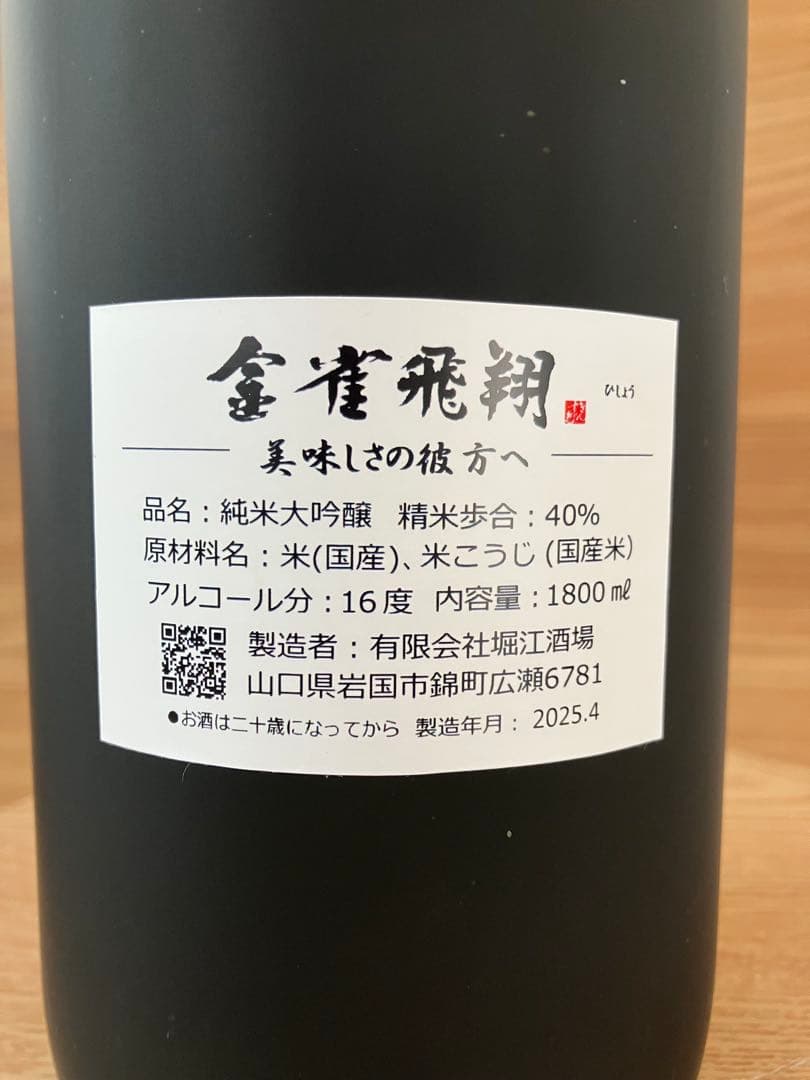 金雀飛翔 ひしょう
美味しさの彼方へ
品名：純米大吟醸 精米歩合：40%
原材料名：米(国産)、米こうじ(国産米)
アルコール分：16度 内容量：1800㎖
製造者：有限会社堀江酒場
山口県岩国市錦町広瀬6781
●お酒は二十歳になってから 製造年月：2025.4